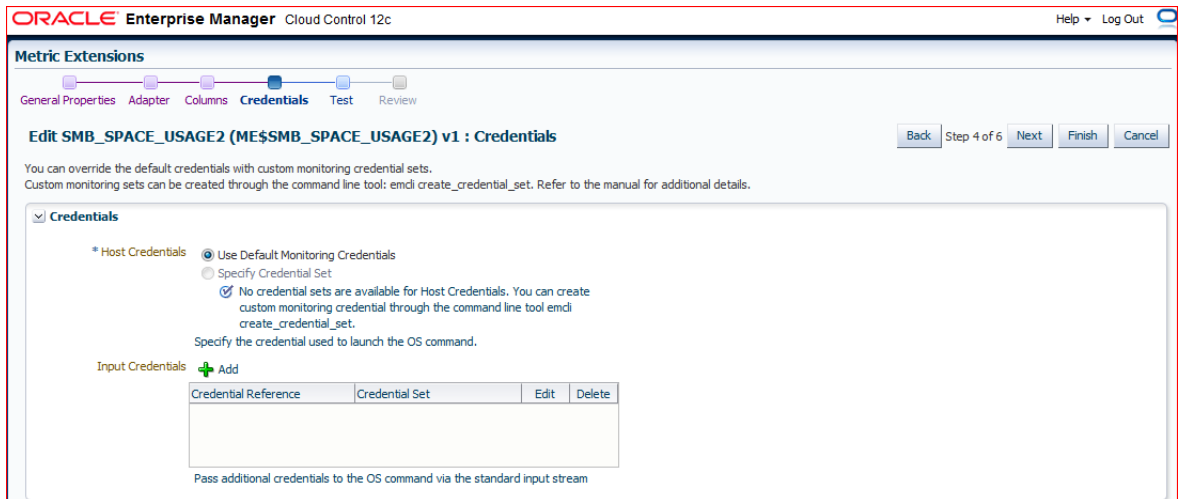 ORACLE Enterprise Manager Cloud Control 12c
Help Log Out
Metric Extensions
General Properties Adapter Columns Credentials Test Review
Edit SMB_SPACE_USAGE2 (ME$SMB_SPACE_USAGE2) v1 : Credentials
Back Step 4 of 6 Next Finish Cancel
You can override the default credentials with custom monitoring credential sets.
Custom monitoring sets can be created through the command line tool: emcli create_credential_set. Refer to the manual for additional details.
Credentials
* Host Credentials Use Default Monitoring Credentials
Specify Credential Set
No credential sets are available for Host Credentials. You can create
custom monitoring credential through the command line tool emcli
create_credential_set.
Specify the credential used to launch the OS command.
Input Credentials Add
Credential Reference Credential Set Edit Delete
Pass additional credentials to the OS command via the standard input stream